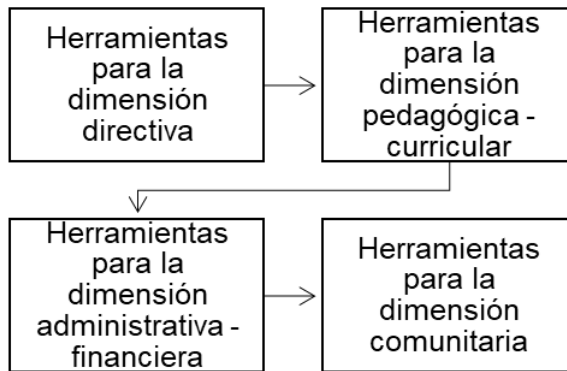 Herramientas
para la
dimensión
directiva
Herramientas
para la
dimensión
pedagógica -
curricular
Herramientas
para la
dimensión
administrativa -
financiera
Herramientas
para la
dimensión
comunitaria